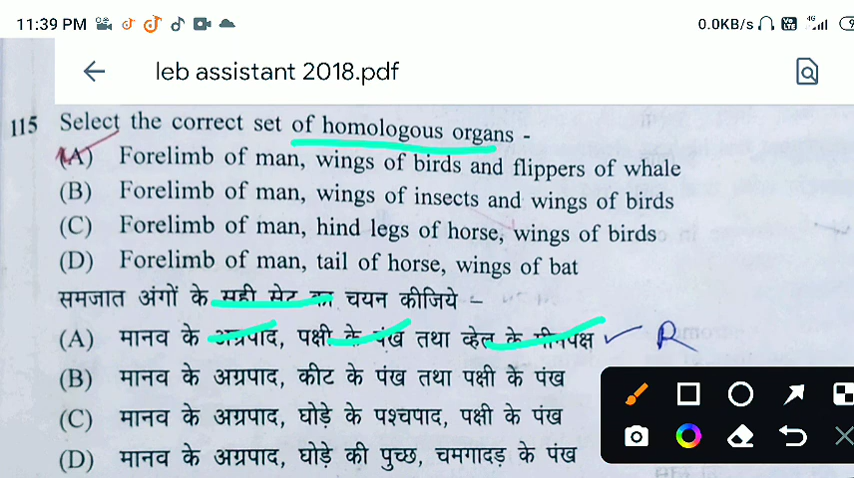 11:39 PM 0.0KB/s 4G
leb assistant 2018.pdf
115 Select the correct set of homologous organs -
(A) Forelimb of man, wings of birds and flippers of whale
(B) Forelimb of man, wings of insects and wings of birds
(C) Forelimb of man, hind legs of horse, wings of birds
(D) Forelimb of man, tail of horse, wings of bat
समजात अंगों के सही सेट का चयन कीजिये –
(A) मानव के अग्रपाद, पक्षी के पंख तथा व्हेल के मीनपक्ष R
(B) मानव के अग्रपाद, कीट के पंख तथा पक्षी के पंख
(C) मानव के अग्रपाद, घोड़े के पश्चपाद, पक्षी के पंख
(D) मानव के अग्रपाद, घोड़े की पुच्छ, चमगादड़ के पंख